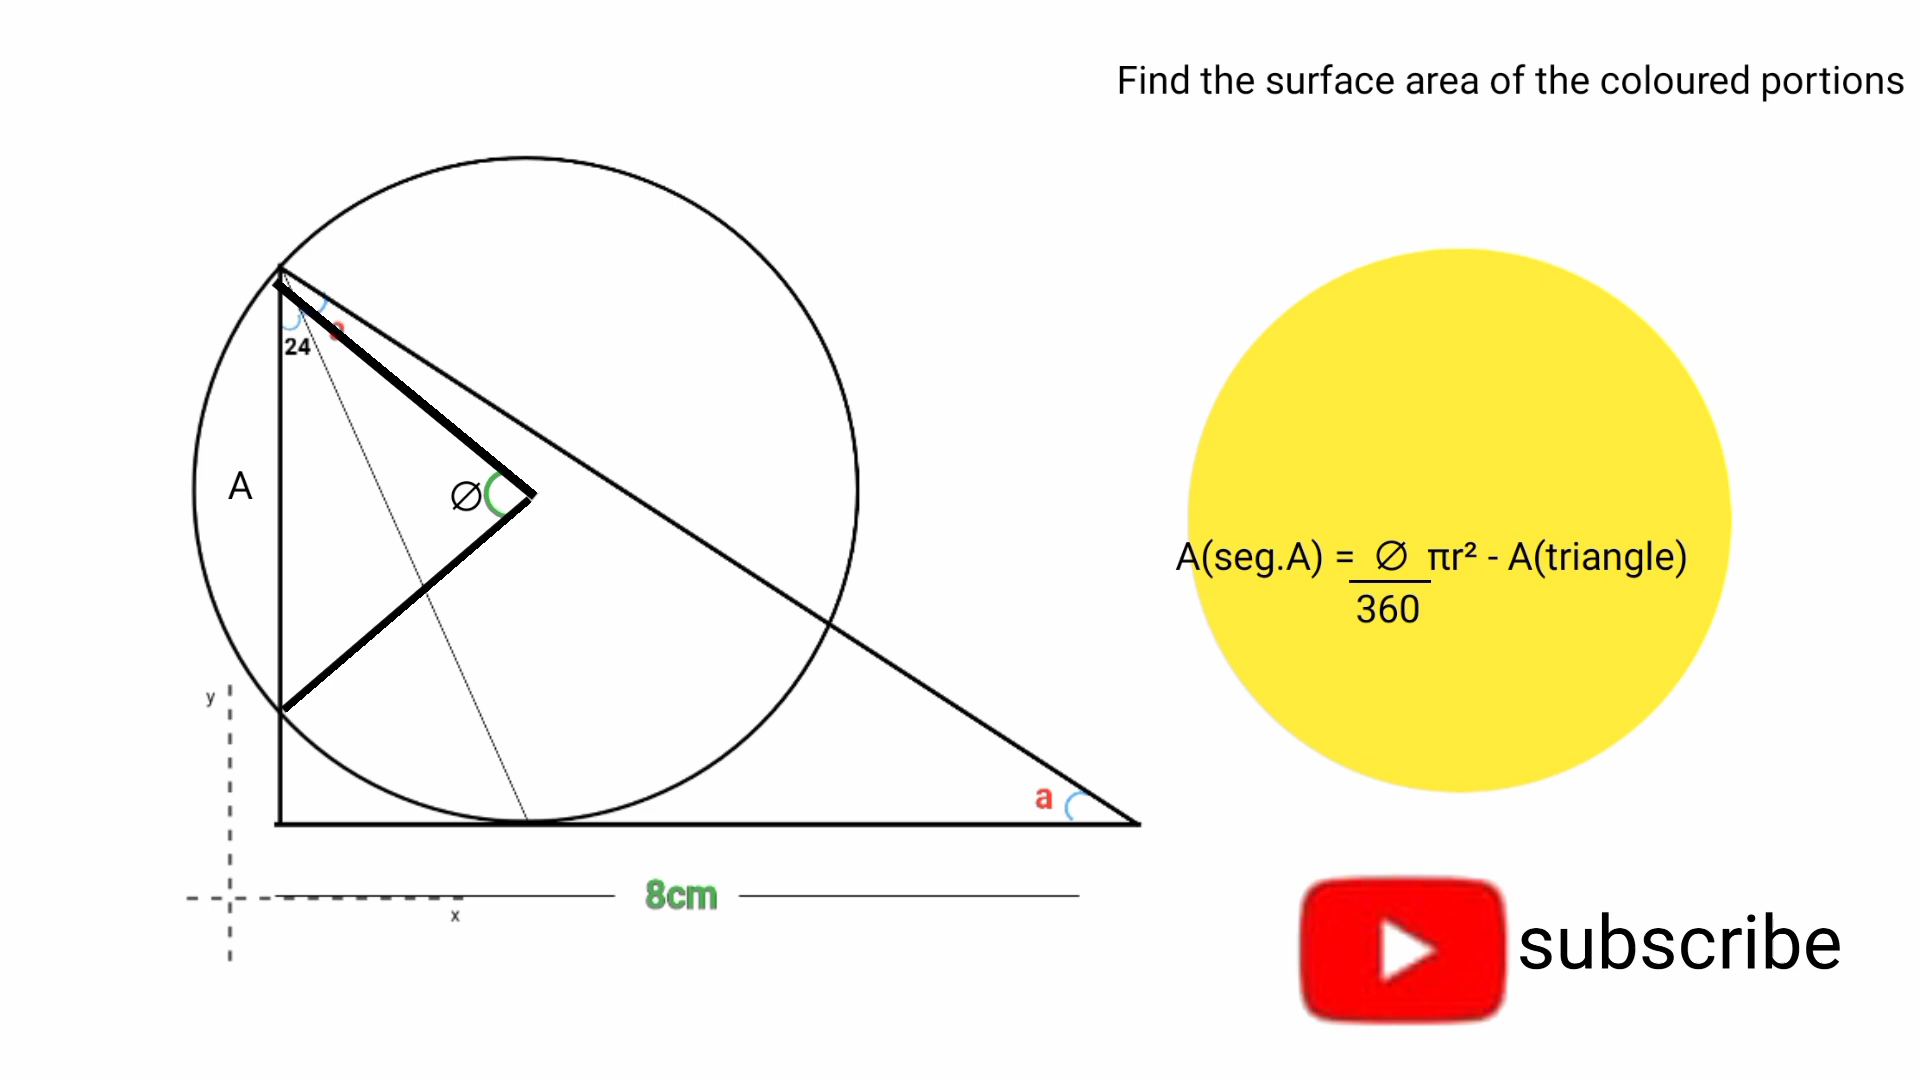 Find the surface area of the coloured portions
a
24
A
∅
A(seg.A) = ∅ πr² - A(triangle)
360
y
a
8cm
x
subscribe